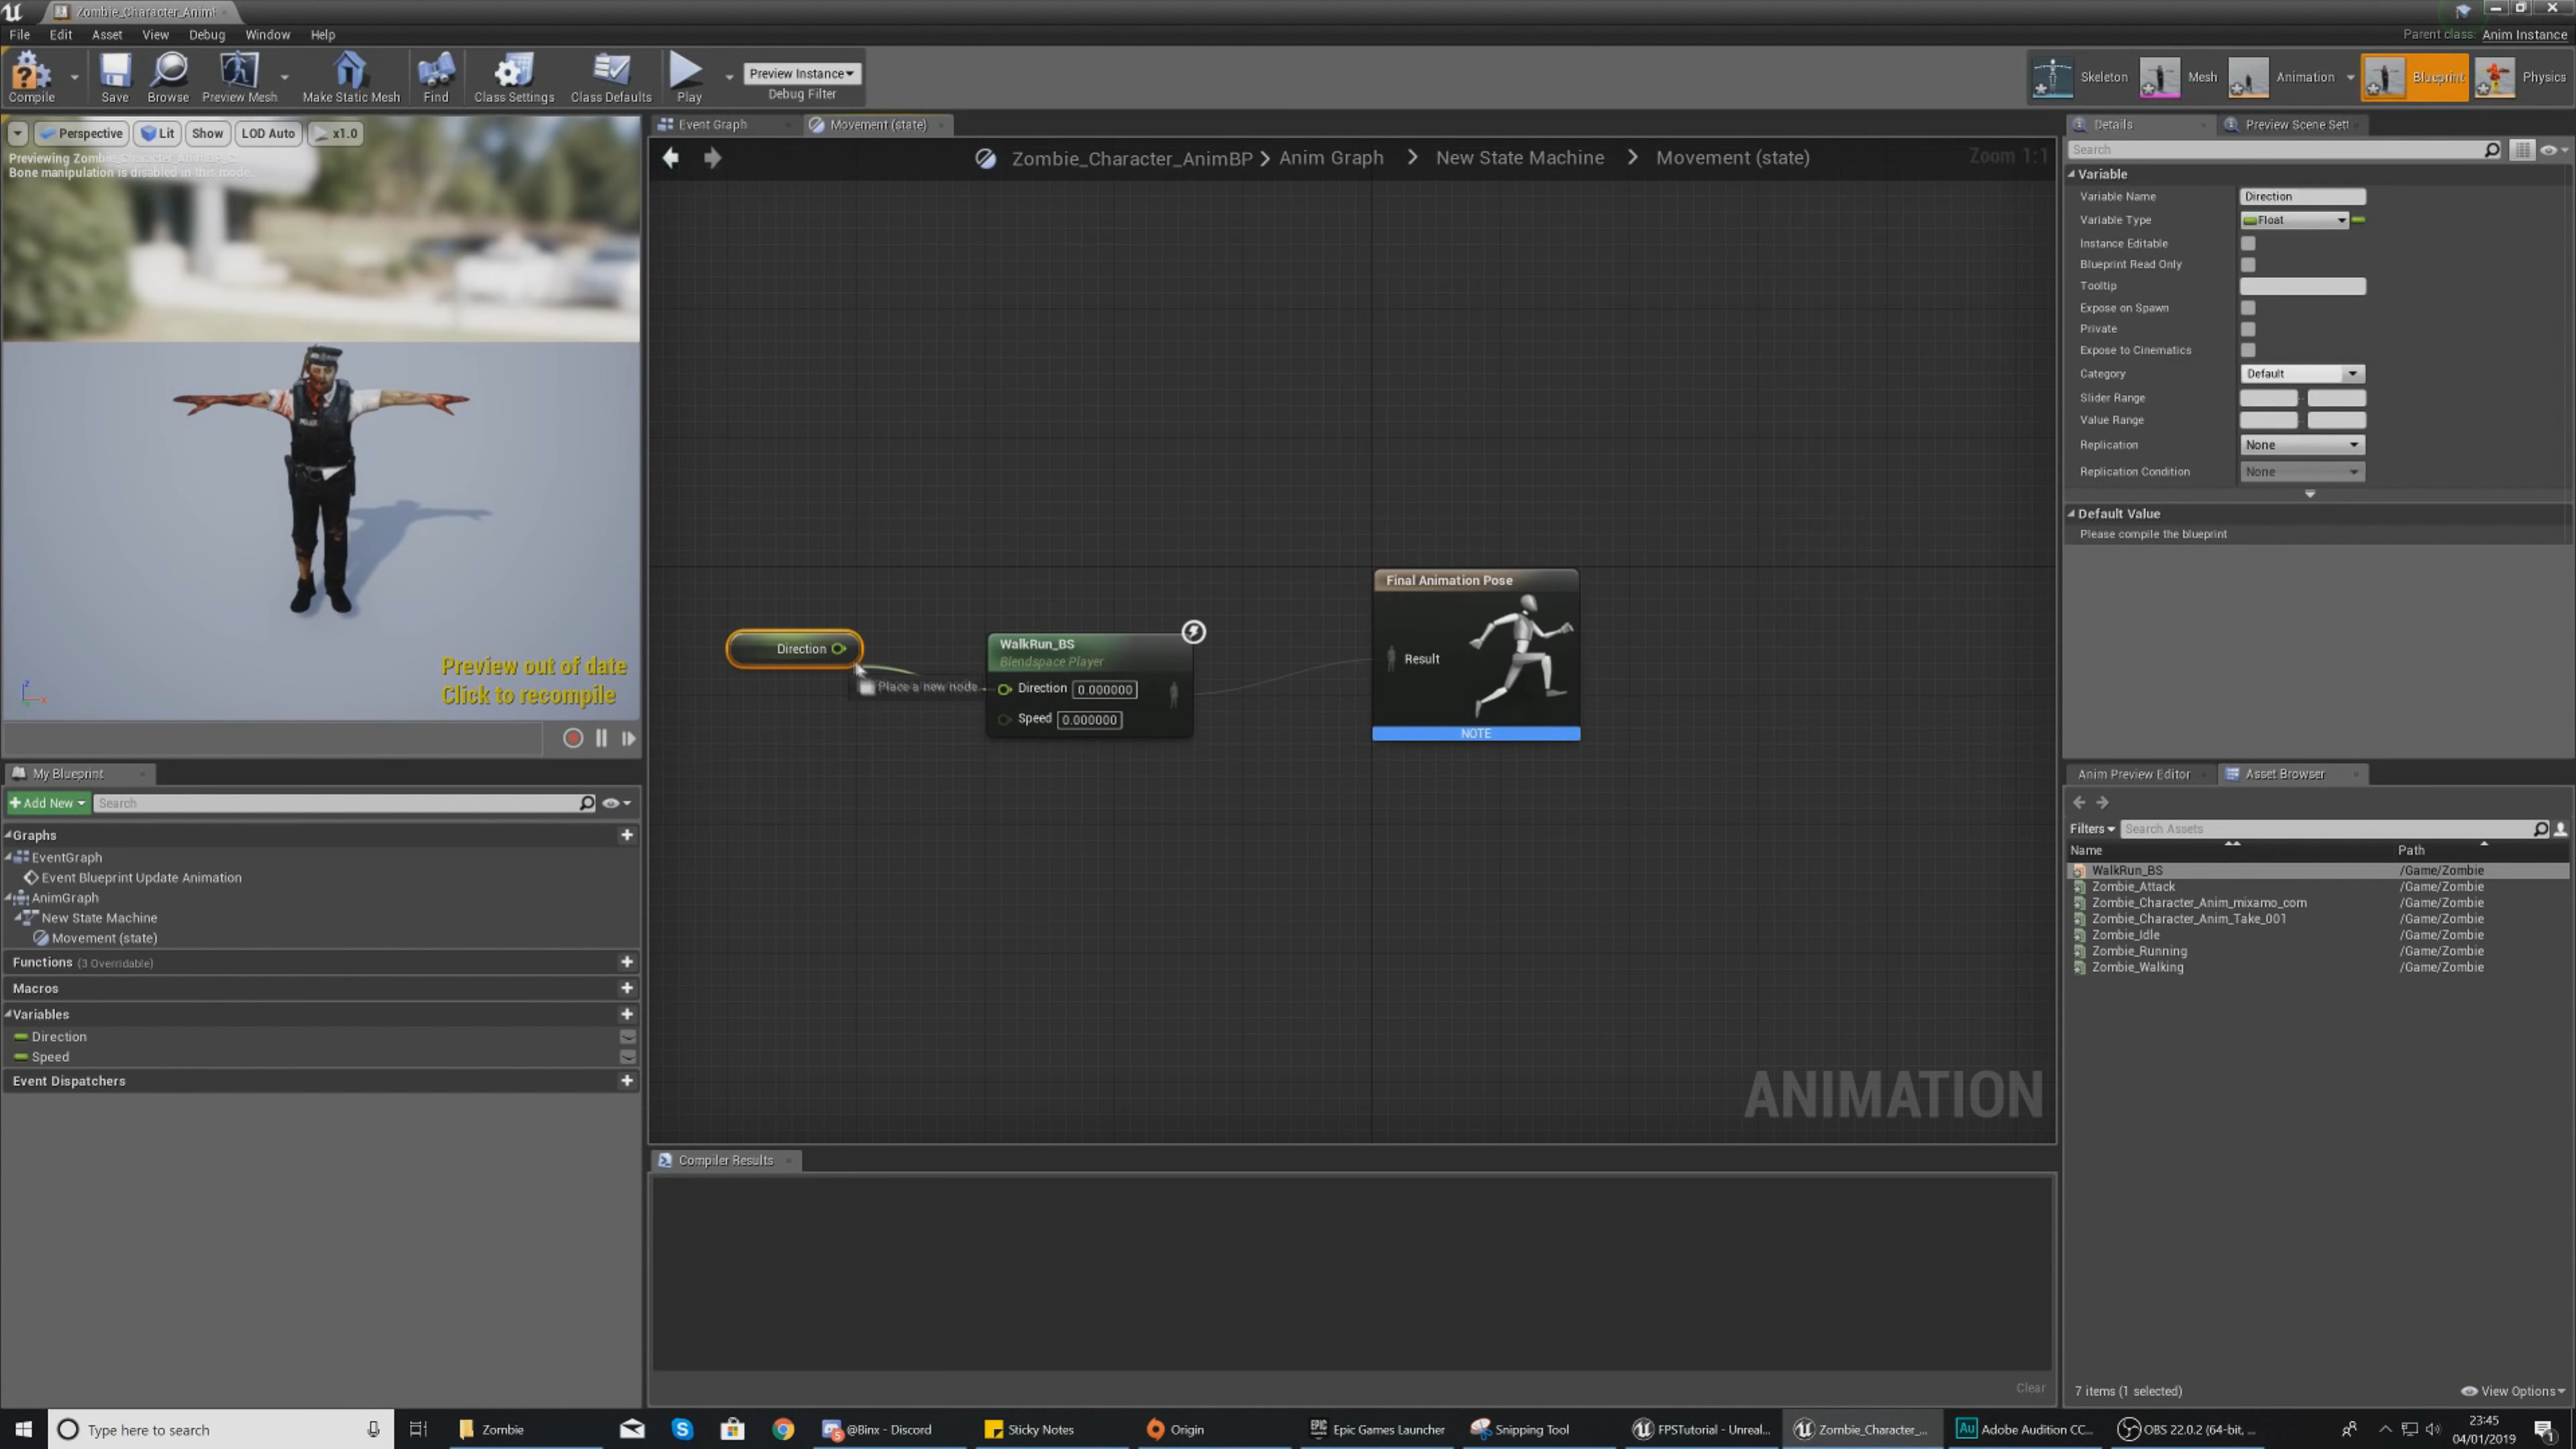 Zombie_Character_AnimI
File Edit Asset View Debug Window Help
Parent class: Anim Instance
Compile
Save
Browse
Preview Mesh
Make Static Mesh
Find
Class Settings
Class Defaults
Play
Preview Instance
Debug Filter
Skeleton
Mesh
Animation
Blueprint
Physics
Perspective
Lit
Show
LOD Auto
x1.0
Previewing Zombie_Character_AnimBP_C.
Bone manipulation is disabled in this mode.
Preview out of date
Click to recompile
My Blueprint
Add New
Search
Graphs
EventGraph
Event Blueprint Update Animation
AnimGraph
New State Machine
Movement (state)
Functions (3 Overridable)
Macros
Variables
Direction
Speed
Event Dispatchers
Event Graph
Movement (state)
Zombie_Character_AnimBP > Anim Graph > New State Machine > Movement (state)
Zoom 1:1
Direction
Place a new node.
WalkRun_BS
Blendspace Player
Direction 0.000000
Speed 0.000000
Final Animation Pose
Result
NOTE
ANIMATION
Compiler Results
Clear
Details
Preview Scene Sett
Search
Variable
Variable Name Direction
Variable Type Float
Instance Editable
Blueprint Read Only
Tooltip
Expose on Spawn
Private
Expose to Cinematics
Category Default
Slider Range
Value Range
Replication None
Replication Condition None
Default Value
Please compile the blueprint
Anim Preview Editor
Asset Browser
Filters Search Assets
Name Path
WalkRun_BS /Game/Zombie
Zombie_Attack /Game/Zombie
Zombie_Character_Anim_mixamo_com /Game/Zombie
Zombie_Character_Anim_Take_001 /Game/Zombie
Zombie_Idle /Game/Zombie
Zombie_Running /Game/Zombie
Zombie_Walking /Game/Zombie
7 items (1 selected)
View Options
Type here to search
Zombie
@Binx - Discord
Sticky Notes
Origin
Epic Games Launcher
Snipping Tool
FPSTutorial - Unreal...
Zombie_Character_...
Adobe Audition CC...
OBS 22.0.2 (64-bit, ...
23:45
04/01/2019